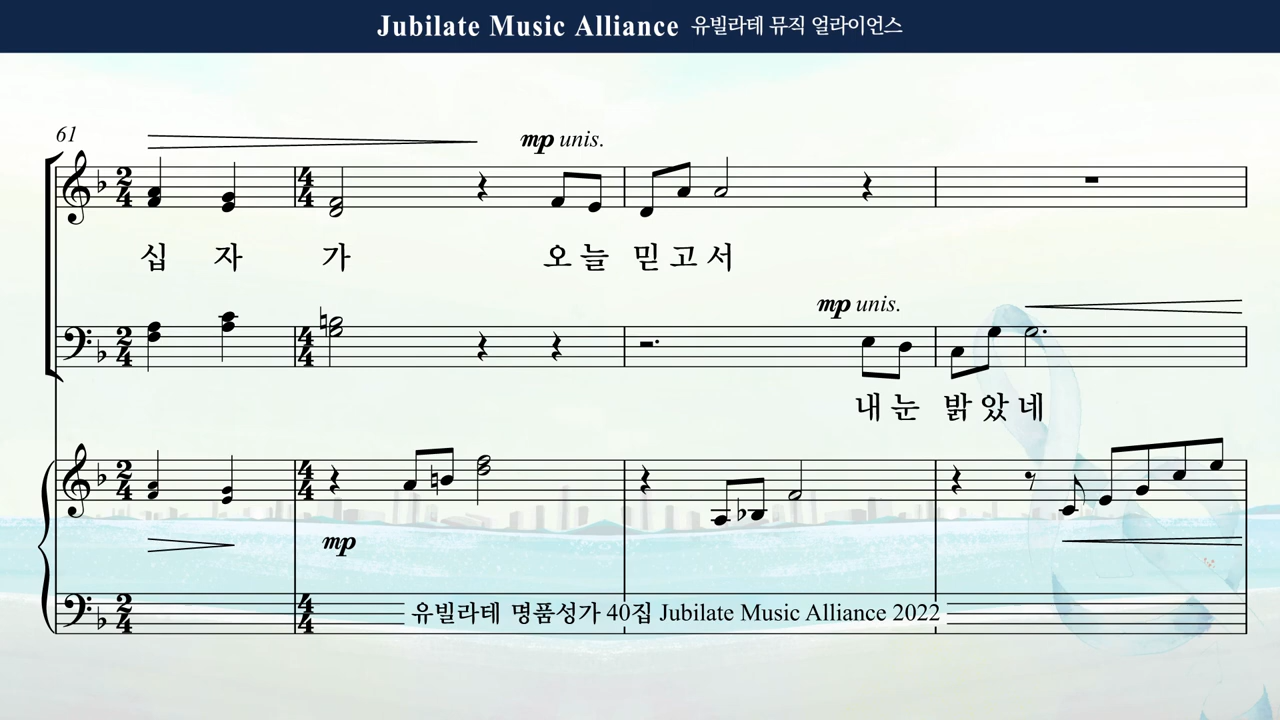 Jubilate Music Alliance 유빌라테 뮤직 얼라이언스
61
mp unis.
십 자 가 오 늘 믿 고 서
mp unis.
내 눈 밝 았 네
mp
유빌라테 명품성가 40집 Jubilate Music Alliance 2022